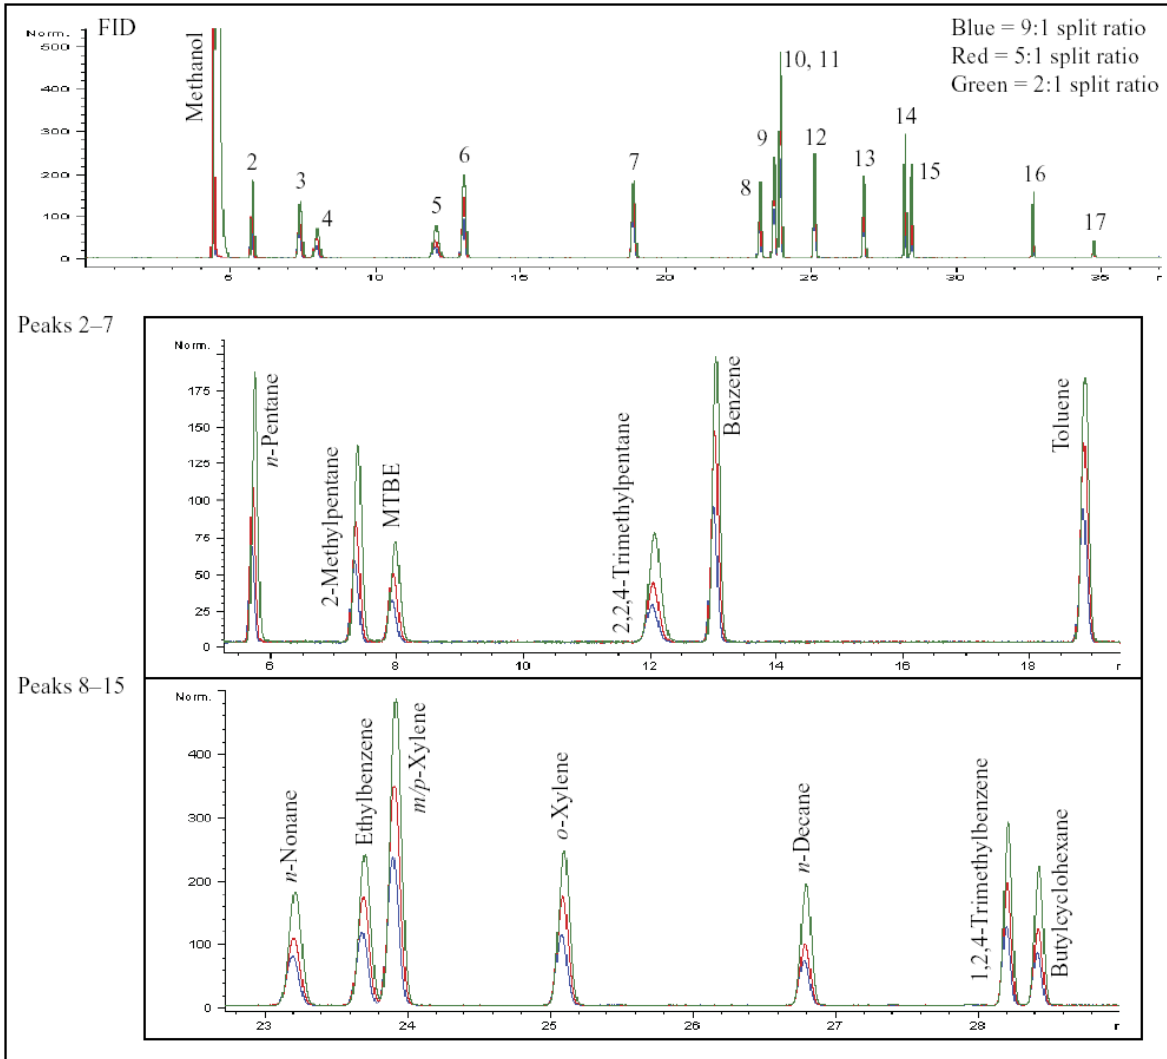 FID
Blue = 9:1 split ratio
Red = 5:1 split ratio
Green = 2:1 split ratio
Norm.
500
400
300
200
100
0
Methanol
2
3
4
5
6
7
8
9
10, 11
12
13
14
15
16
17
5
10
15
20
25
30
35
Peaks 2–7
Norm.
175
150
125
100
75
50
25
0
n-Pentane
2-Methylpentane
MTBE
2,2,4-Trimethylpentane
Benzene
Toluene
6
8
10
12
14
16
18
Peaks 8–15
Norm.
400
300
200
100
0
n-Nonane
Ethylbenzene
m/p-Xylene
o-Xylene
n-Decane
1,2,4-Trimethylbenzene
Butylcyclohexane
23
24
25
26
27
28